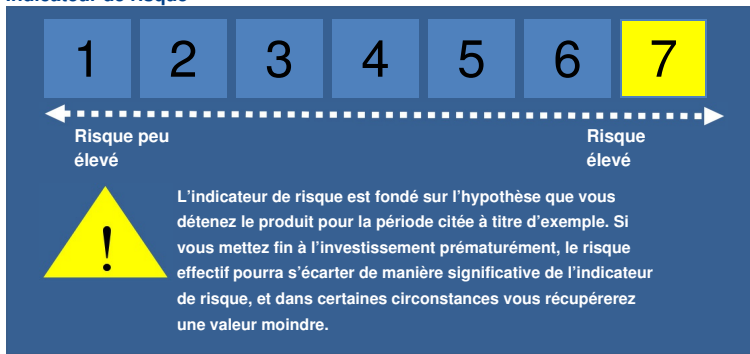 Indicateur de risque
1 2 3 4 5 6 7
Risque peu
élevé
Risque
élevé
!
L'indicateur de risque est fondé sur l'hypothèse que vous
détenez le produit pour la période citée à titre d'exemple. Si
vous mettez fin à l'investissement prématurément, le risque
effectif pourra s'écarter de manière significative de l'indicateur
de risque, et dans certaines circonstances vous récupérerez
une valeur moindre.